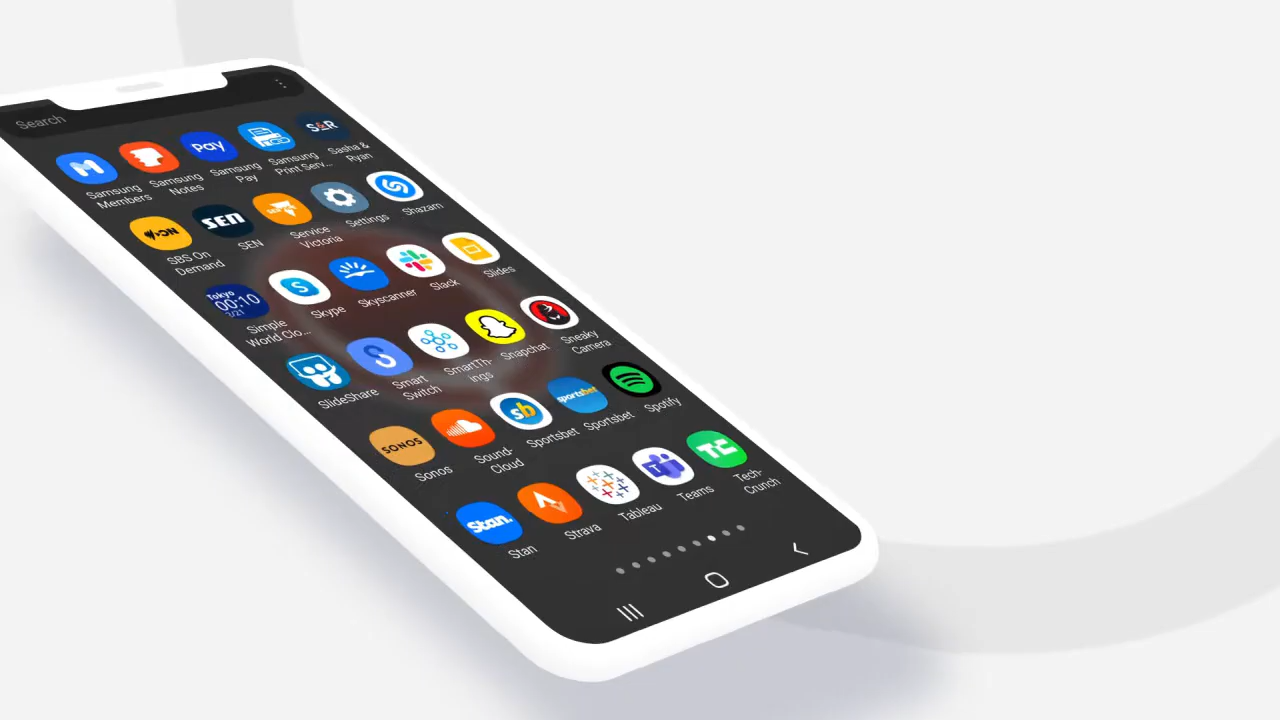 Search
Pay
S&R
Samsung
Members
Samsung
Notes
Samsung
Pay
Samsung
Print Serv...
Sasha &
Ryan
ON
SEN
SBS On
Demand
SEN
Service
Victoria
Settings
Shazam
Tokyo
00:10
3/21
S
Simple
World Clo...
Skype
Skyscanner
Slack
Slides
S
SlideShare
Smart
Switch
SmartTh-
ings
Snapchat
Sneaky
Camera
SONOS
sb
sportsbet
Sonos
Sound-
Cloud
Sportsbet
Sportsbet
Spotify
Stan.
T
TC
Stan
Strava
Tableau
Teams
Tech-
Crunch